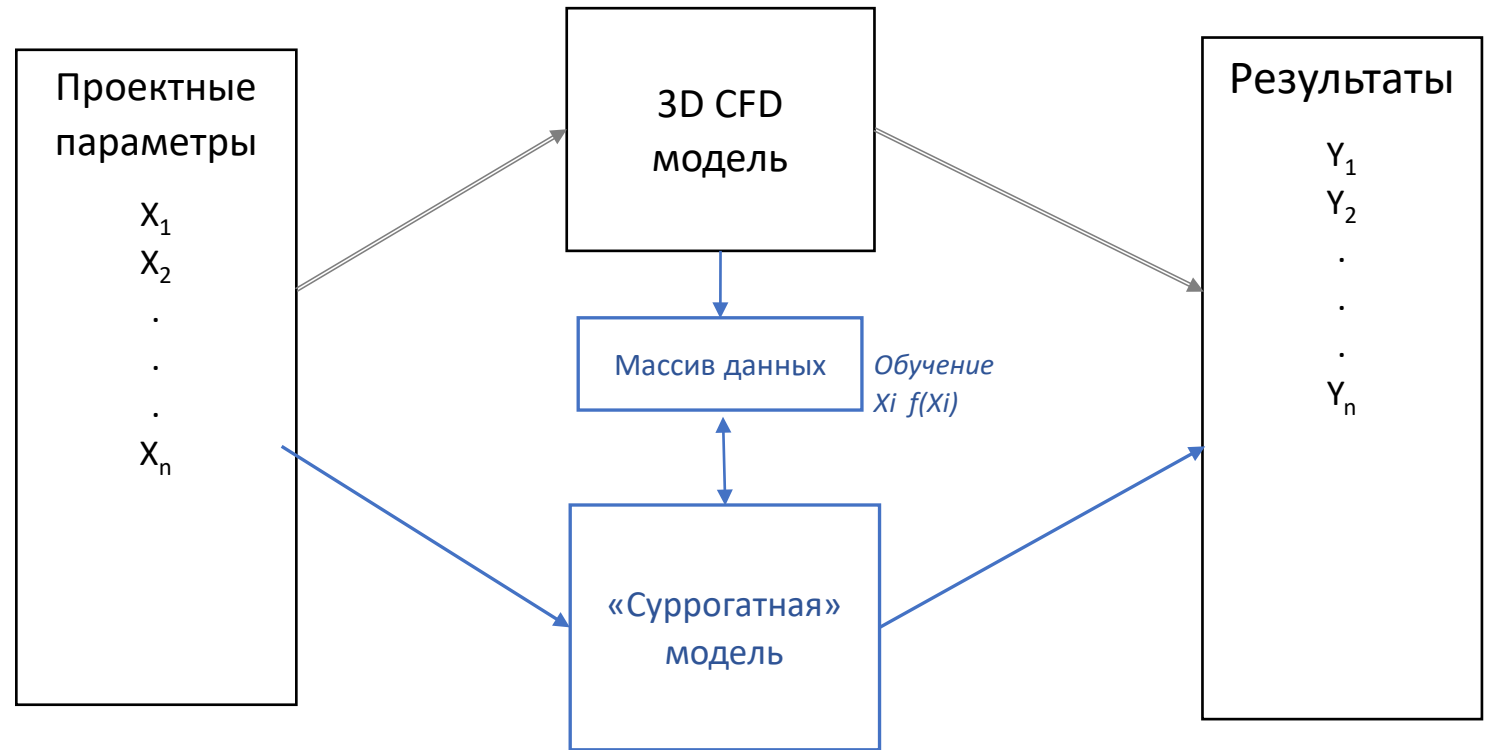 Проектные
параметры
X1
X2
.
.
.
Xn
3D CFD
модель
Массив данных
Обучение
Xi f(Xi)
«Суррогатная»
модель
Результаты
Y1
Y2
.
.
.
Yn